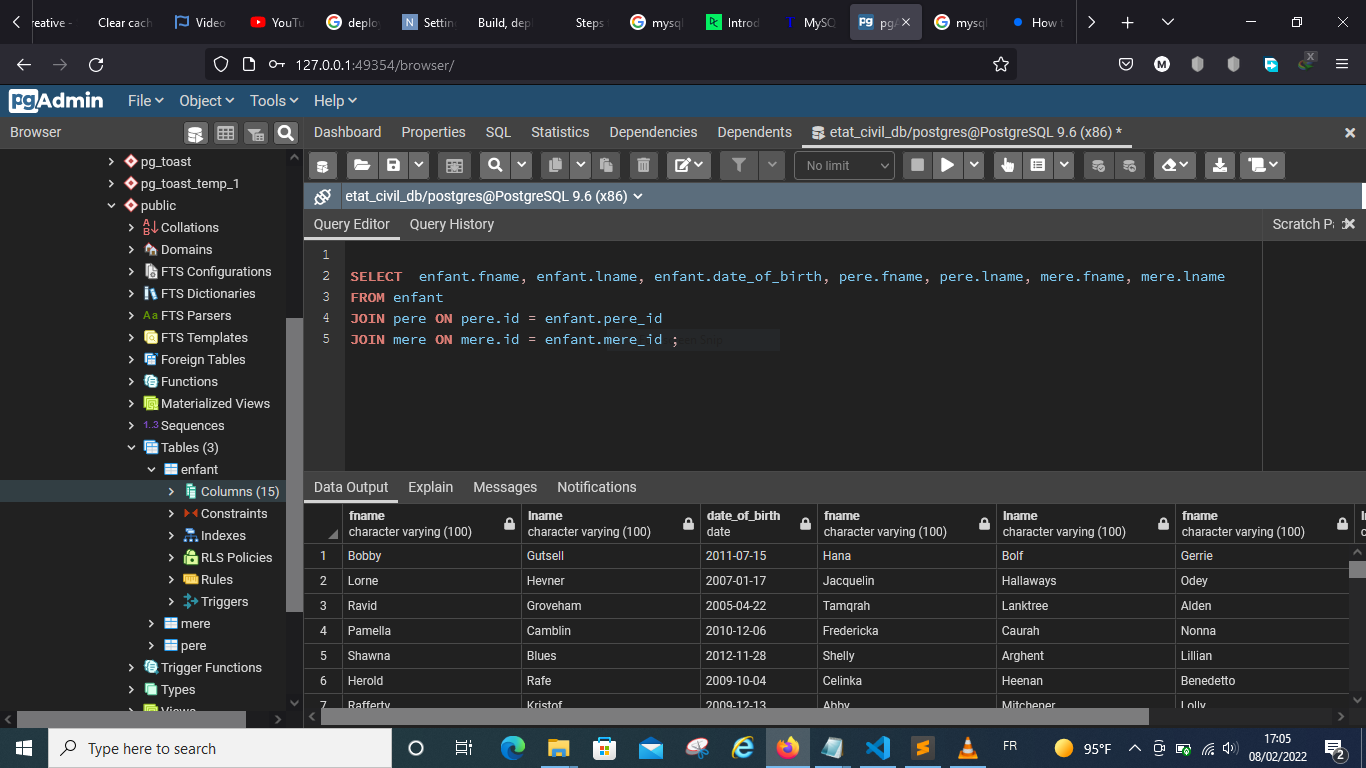 reative -
Clear cach
Video
YouTu
deplo
Settin
Build, dep
Steps
mysql
Introd
MySQ
pgA
mysql
How t
127.0.0.1:49354/browser/
pgAdmin
File
Object
Tools
Help
Browser
Dashboard
Properties
SQL
Statistics
Dependencies
Dependents
etat_civil_db/postgres@PostgreSQL 9.6 (x86) *
No limit
etat_civil_db/postgres@PostgreSQL 9.6 (x86)
Query Editor
Query History
Scratch Pa
pg_toast
pg_toast_temp_1
public
Collations
Domains
FTS Configurations
FTS Dictionaries
FTS Parsers
FTS Templates
Foreign Tables
Functions
Materialized Views
Sequences
Tables (3)
enfant
Columns (15)
Constraints
Indexes
RLS Policies
Rules
Triggers
mere
pere
Trigger Functions
Types
Views
1
2 SELECT  enfant.fname, enfant.lname, enfant.date_of_birth, pere.fname, pere.lname, mere.fname, mere.lname
3 FROM enfant
4 JOIN pere ON pere.id = enfant.pere_id
5 JOIN mere ON mere.id = enfant.mere_id ;
Data Output
Explain
Messages
Notifications
fname lname date_of_birth fname lname fname
character varying (100) character varying (100) date character varying (100) character varying (100) character varying (100)
1 Bobby Gutsell 2011-07-15 Hana Bolf Gerrie
2 Lorne Hevner 2007-01-17 Jacquelin Hallaways Odey
3 Ravid Groveham 2005-04-22 Tamqrah Lanktree Alden
4 Pamella Camblin 2010-12-06 Fredericka Caurah Nonna
5 Shawna Blues 2012-11-28 Shelly Arghent Lillian
6 Herold Rafe 2009-10-04 Celinka Heenan Benedetto
7 Rafferty Kristof 2009-12-13 Abby Mitchener Lolly
Type here to search
FR
95°F
17:05
08/02/2022
2